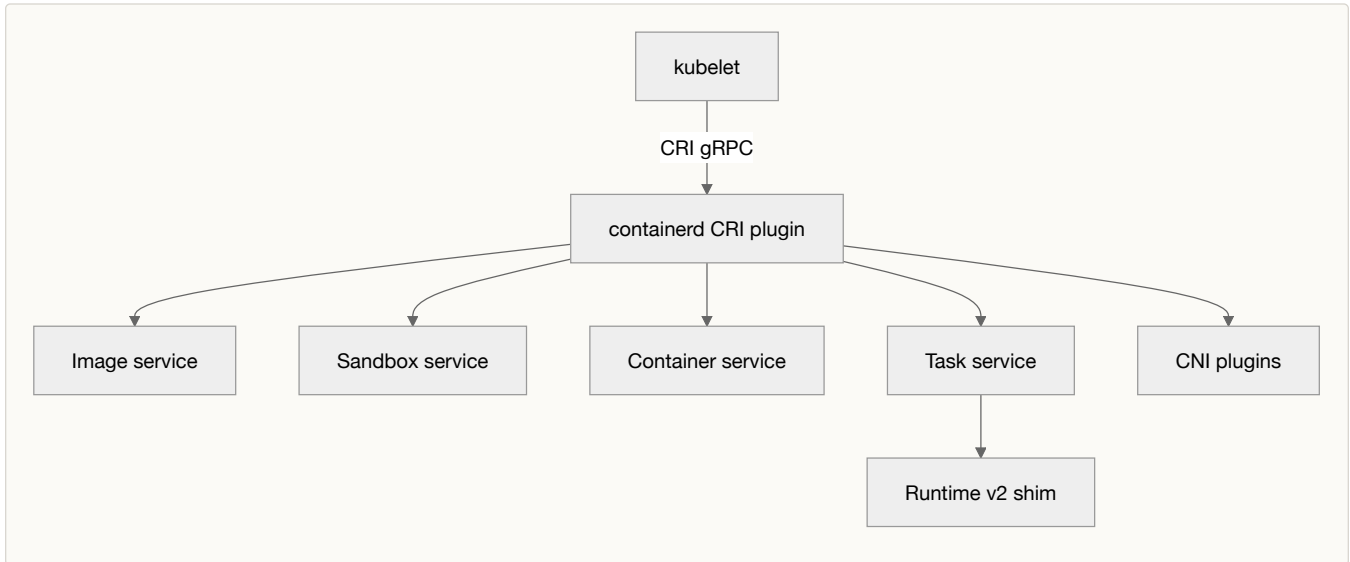 kubelet
CRI gRPC
containerd CRI plugin
Image service
Sandbox service
Container service
Task service
CNI plugins
Runtime v2 shim